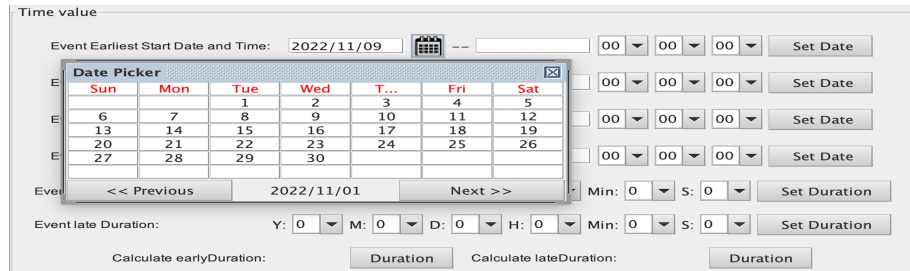 Time value
Event Earliest Start Date and Time: 2022/11/09 -- 00 00 00 Set Date
Date Picker
E 00 00 00 Set Date
Sun Mon Tue Wed T... Fri Sat
1 2 3 4 5
6 7 8 9 10 11 12
E 00 00 00 Set Date
13 14 15 16 17 18 19
20 21 22 23 24 25 26
E 00 00 00 Set Date
27 28 29 30
<< Previous 2022/11/01 Next >>
Even Min: 0 S: 0 Set Duration
Event late Duration: Y: 0 M: 0 D: 0 H: 0 Min: 0 S: 0 Set Duration
Calculate earlyDuration: Duration Calculate lateDuration: Duration